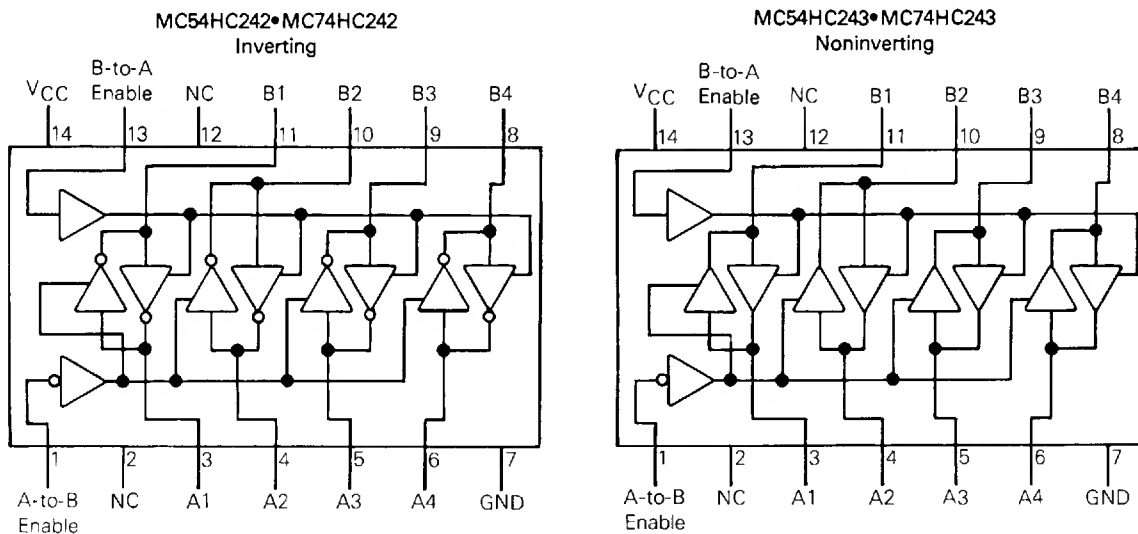 MC54HC242•MC74HC242
Inverting
VCC
B-to-A
Enable
NC
B1
B2
B3
B4
14
13
12
11
10
9
8
1
2
3
4
5
6
7
A-to-B
Enable
NC
A1
A2
A3
A4
GND
MC54HC243•MC74HC243
Noninverting
VCC
B-to-A
Enable
NC
B1
B2
B3
B4
14
13
12
11
10
9
8
1
2
3
4
5
6
7
A-to-B
Enable
NC
A1
A2
A3
A4
GND